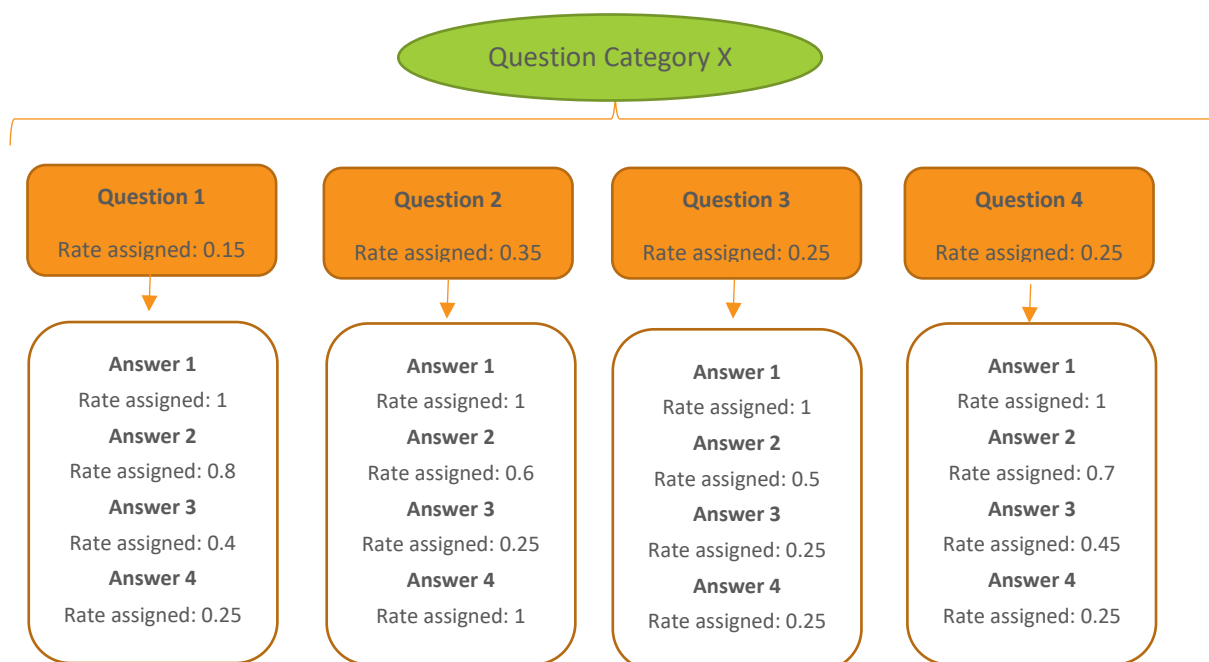 Question Category X
Question 1
Rate assigned: 0.15
Question 2
Rate assigned: 0.35
Question 3
Rate assigned: 0.25
Question 4
Rate assigned: 0.25
Answer 1
Rate assigned: 1
Answer 2
Rate assigned: 0.8
Answer 3
Rate assigned: 0.4
Answer 4
Rate assigned: 0.25
Answer 1
Rate assigned: 1
Answer 2
Rate assigned: 0.6
Answer 3
Rate assigned: 0.25
Answer 4
Rate assigned: 1
Answer 1
Rate assigned: 1
Answer 2
Rate assigned: 0.5
Answer 3
Rate assigned: 0.25
Answer 4
Rate assigned: 0.25
Answer 1
Rate assigned: 1
Answer 2
Rate assigned: 0.7
Answer 3
Rate assigned: 0.45
Answer 4
Rate assigned: 0.25